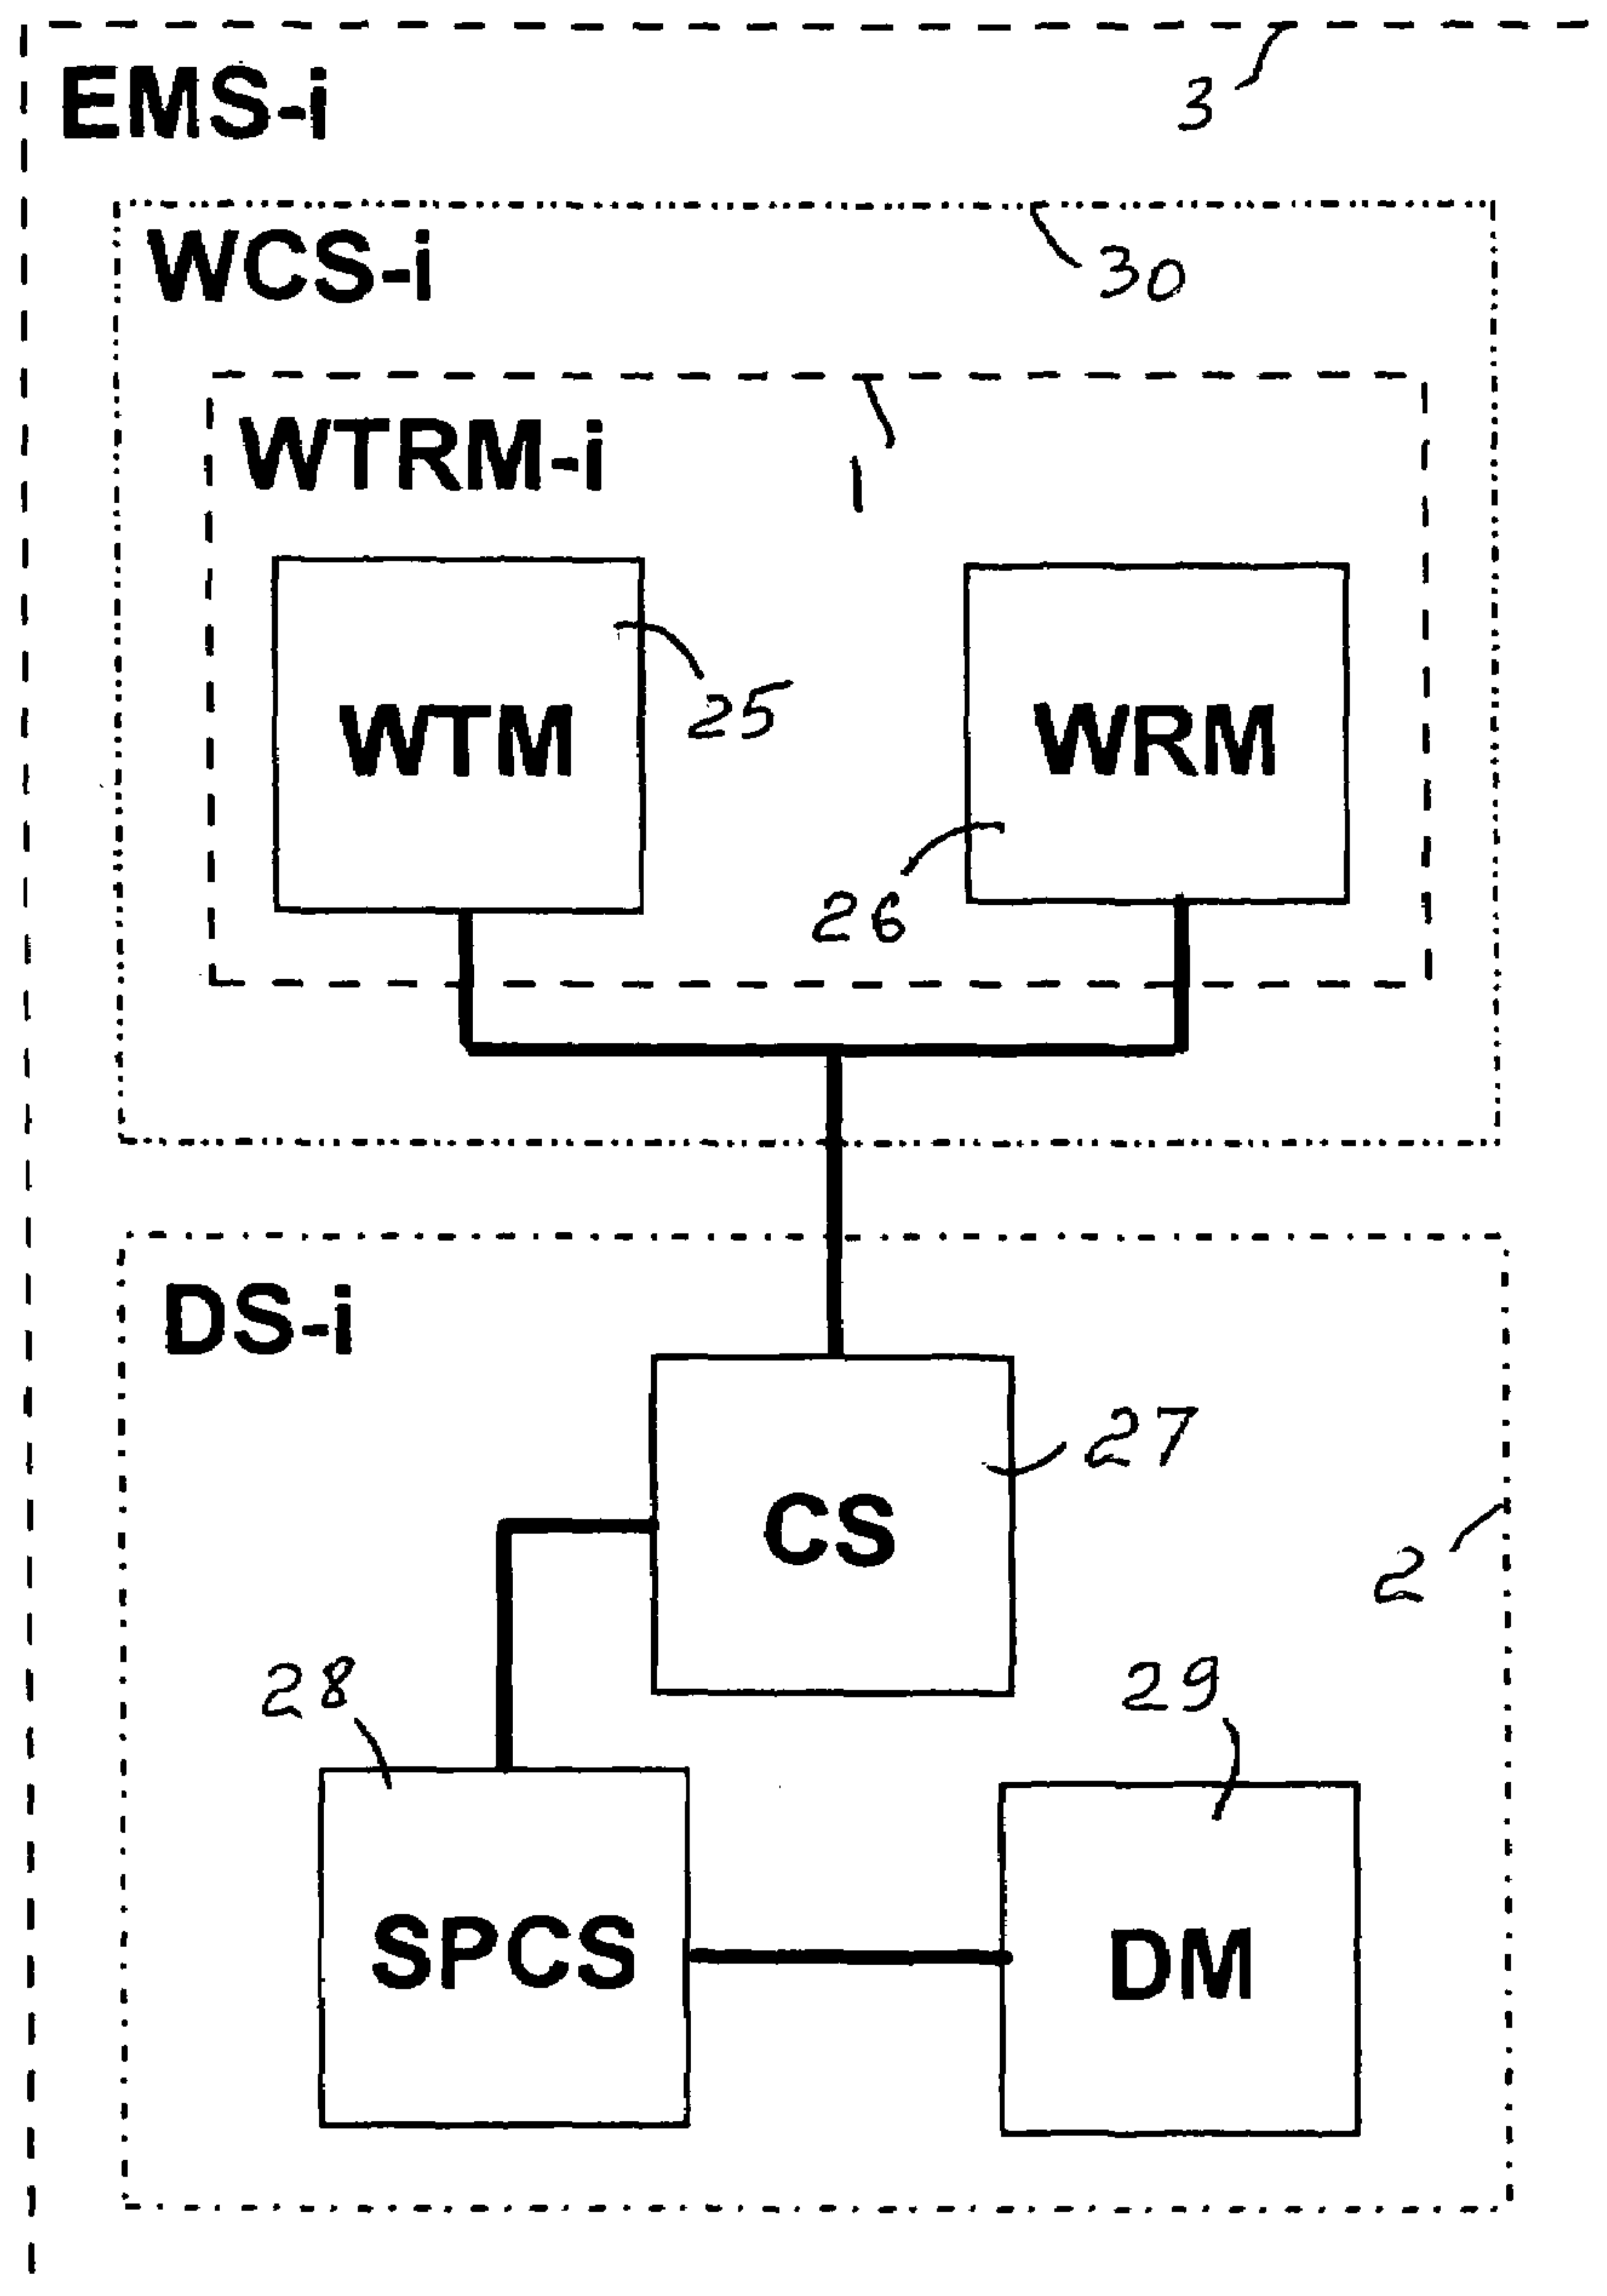 EMS-i
3
WCS-i
30
WTRM-i
1
WTM
25
WRM
26
DS-i
27
CS
2
28
29
SPCS
DM